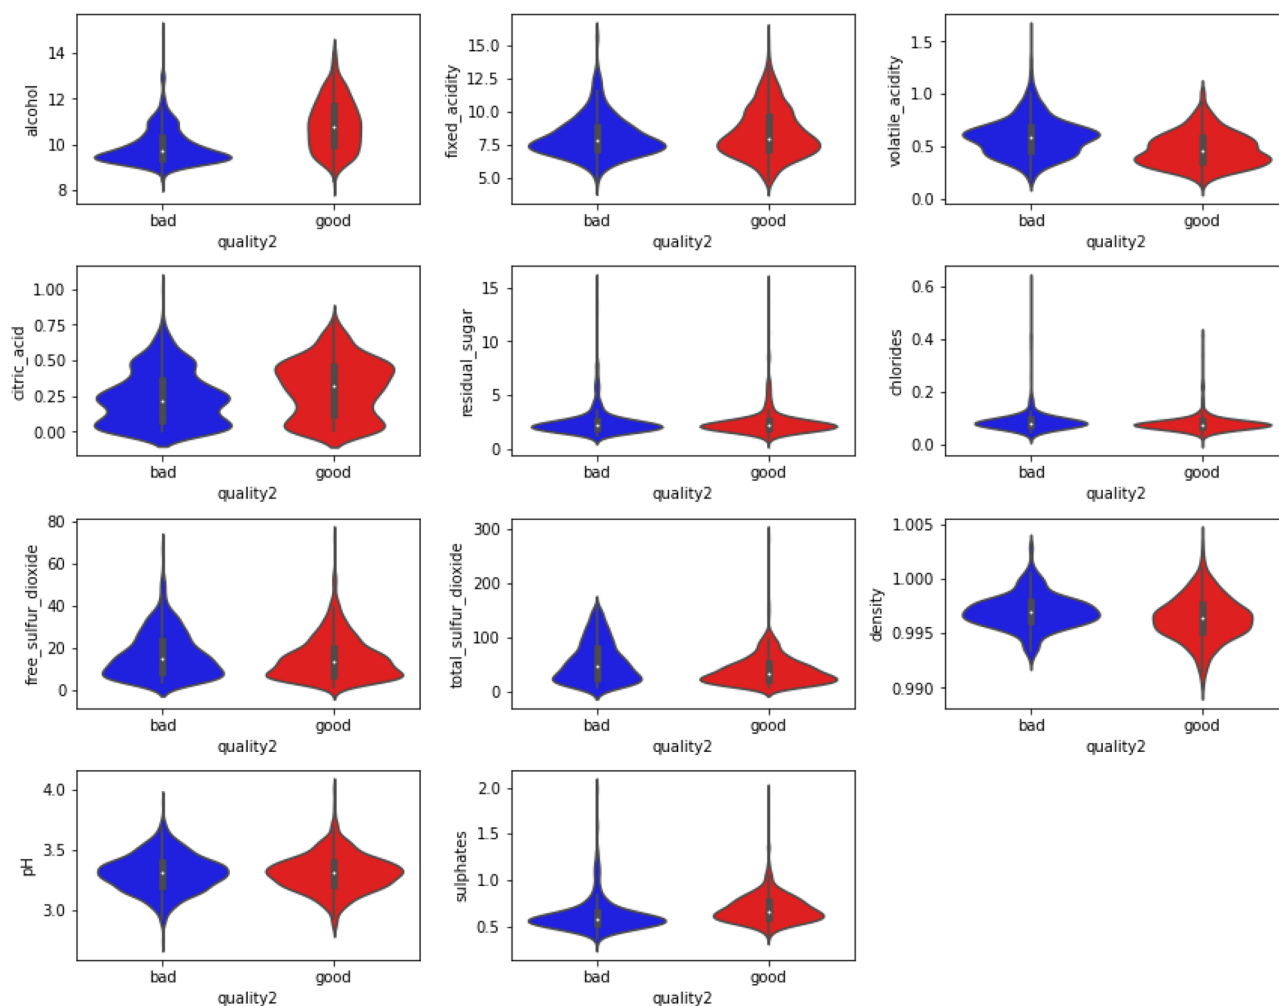 alcohol
14
12
10
8
bad good
quality2
fixed_acidity
15.0
12.5
10.0
7.5
5.0
bad good
quality2
volatile_acidity
1.5
1.0
0.5
0.0
bad good
quality2
citric_acid
1.00
0.75
0.50
0.25
0.00
bad good
quality2
residual_sugar
15
10
5
0
bad good
quality2
chlorides
0.6
0.4
0.2
0.0
bad good
quality2
free_sulfur_dioxide
80
60
40
20
0
bad good
quality2
total_sulfur_dioxide
300
200
100
0
bad good
quality2
density
1.005
1.000
0.995
0.990
bad good
quality2
pH
4.0
3.5
3.0
bad good
quality2
sulphates
2.0
1.5
1.0
0.5
bad good
quality2